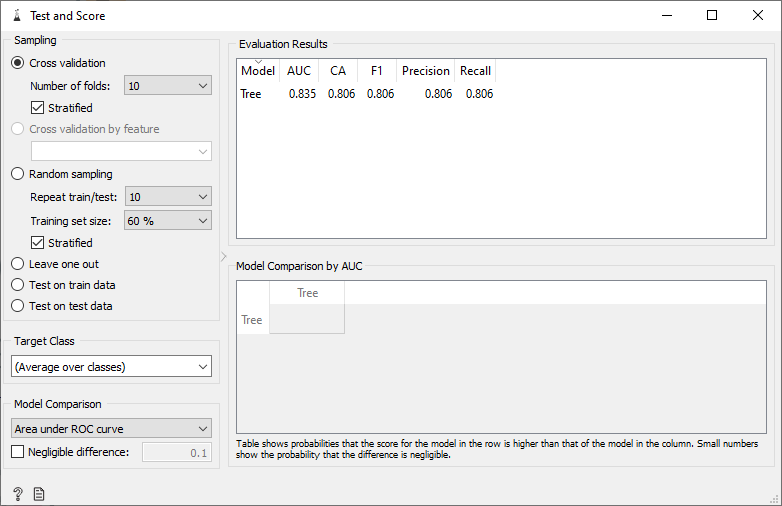 Test and Score
Sampling
Cross validation
Number of folds: 10
Stratified
Cross validation by feature
Random sampling
Repeat train/test: 10
Training set size: 60 %
Stratified
Leave one out
Test on train data
Test on test data
Target Class
(Average over classes)
Model Comparison
Area under ROC curve
Negligible difference: 0.1
?
Evaluation Results
Model AUC CA F1 Precision Recall
Tree 0.835 0.806 0.806 0.806 0.806
Model Comparison by AUC
Tree
Tree
Table shows probabilities that the score for the model in the row is higher than that of the model in the column. Small numbers
show the probability that the difference is negligible.